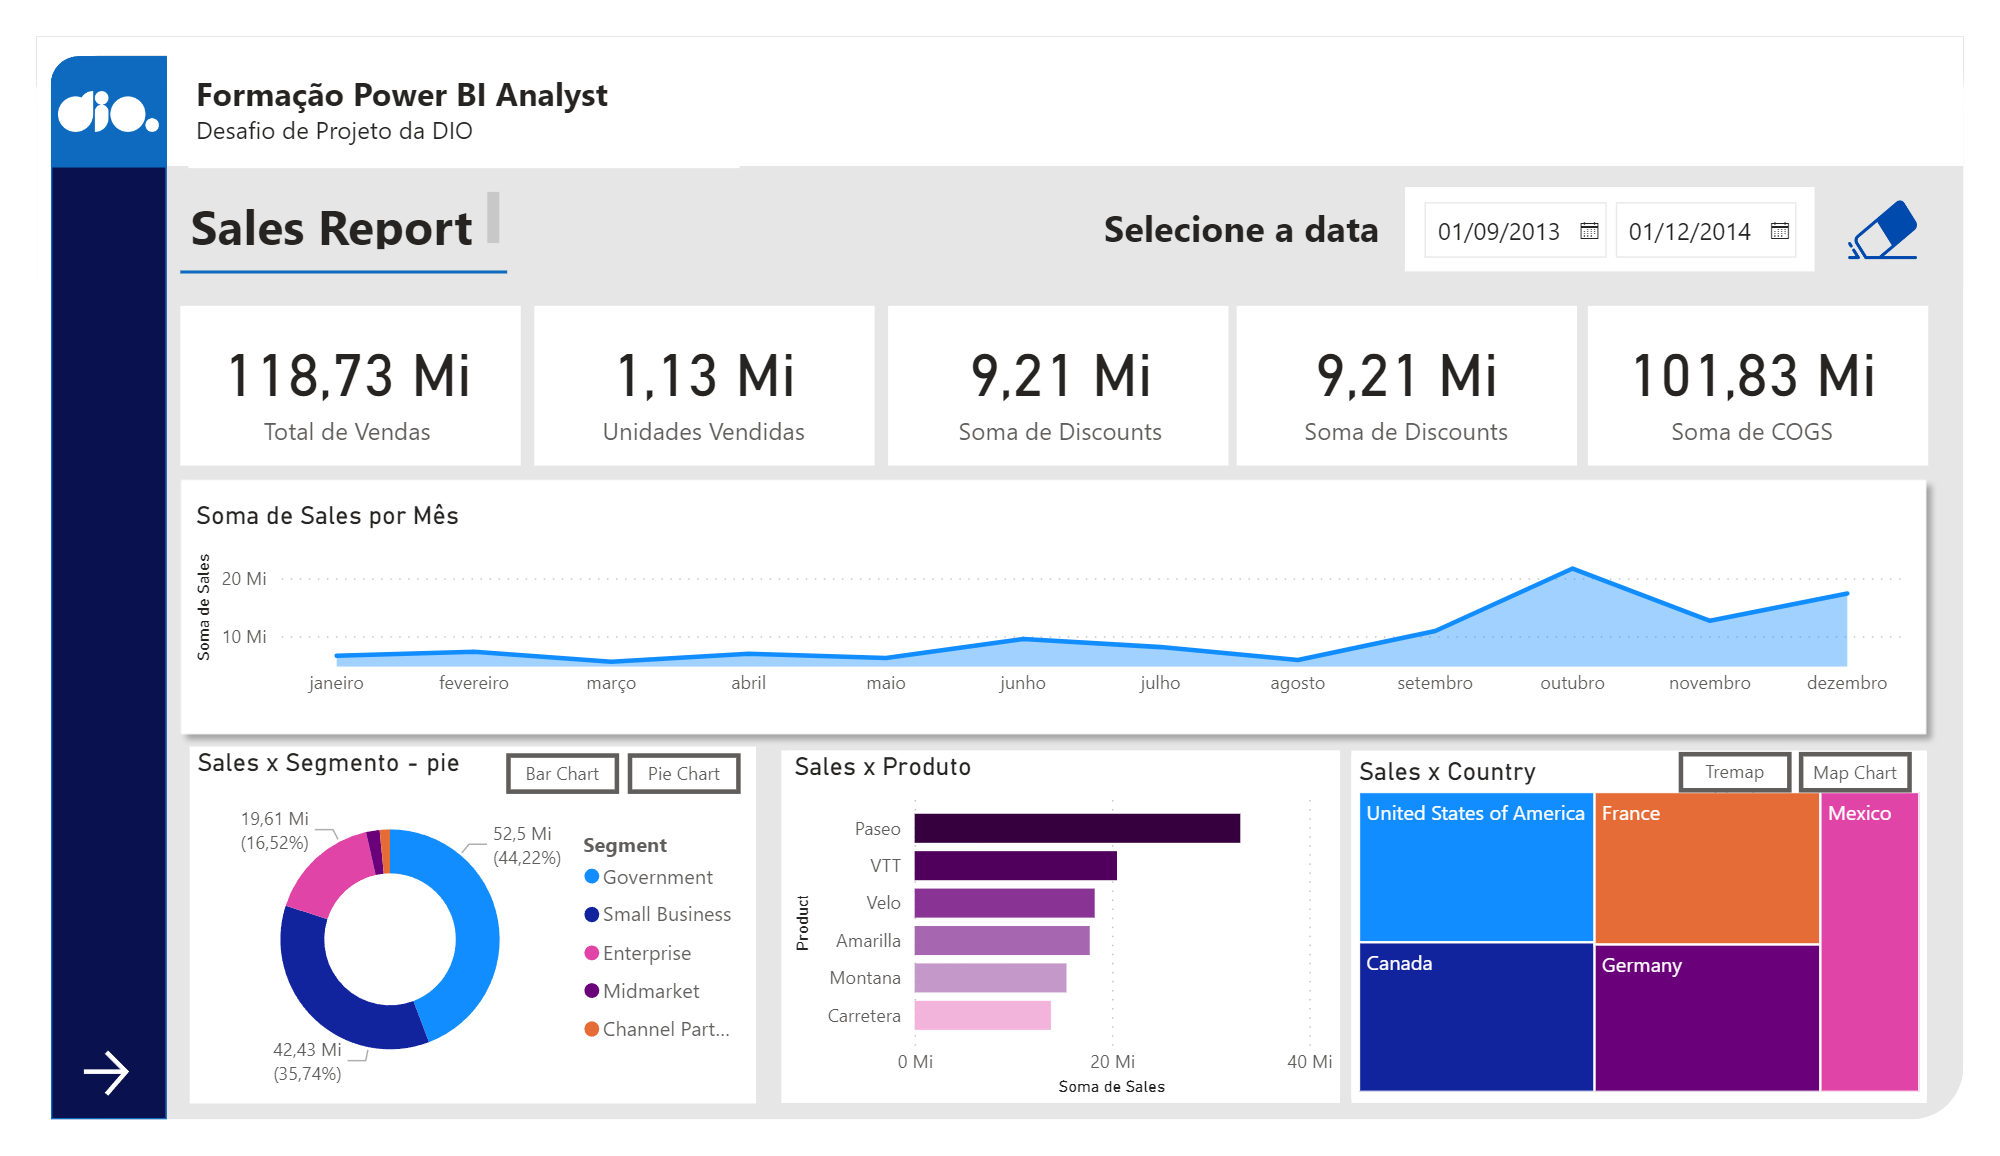 dio.
Formação Power BI Analyst
Desafio de Projeto da DIO
Sales Report
Selecione a data
01/09/2013
01/12/2014
118,73 Mi
Total de Vendas
1,13 Mi
Unidades Vendidas
9,21 Mi
Soma de Discounts
9,21 Mi
Soma de Discounts
101,83 Mi
Soma de COGS
Soma de Sales por Mês
Soma de Sales
20 Mi
10 Mi
janeiro
fevereiro
março
abril
maio
junho
julho
agosto
setembro
outubro
novembro
dezembro
Sales x Segmento - pie
Bar Chart
Pie Chart
19,61 Mi
(16,52%)
52,5 Mi
(44,22%)
42,43 Mi
(35,74%)
Segment
Government
Small Business
Enterprise
Midmarket
Channel Part...
Sales x Produto
Product
Paseo
VTT
Velo
Amarilla
Montana
Carretera
0 Mi
20 Mi
40 Mi
Soma de Sales
Sales x Country
Tremap
Map Chart
United States of America
France
Mexico
Canada
Germany